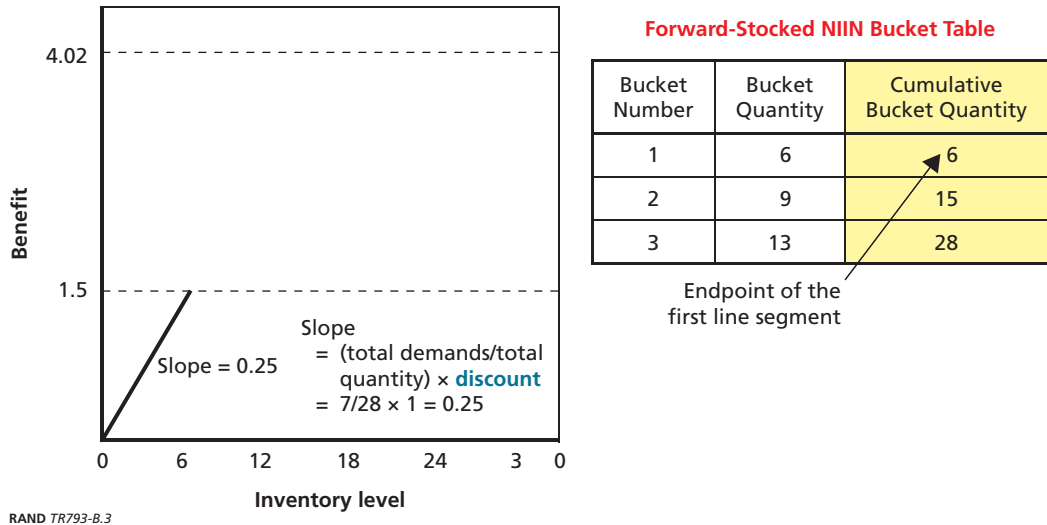 4.02
1.5
Benefit
Slope = 0.25
Slope
= (total demands/total
quantity) × discount
= 7/28 × 1 = 0.25
0 6 12 18 24 3 0
Inventory level
RAND TR793-B.3
Forward-Stocked NIIN Bucket Table
Bucket Number Bucket Quantity Cumulative Bucket Quantity
1 6 6
2 9 15
3 13 28
Endpoint of the
first line segment